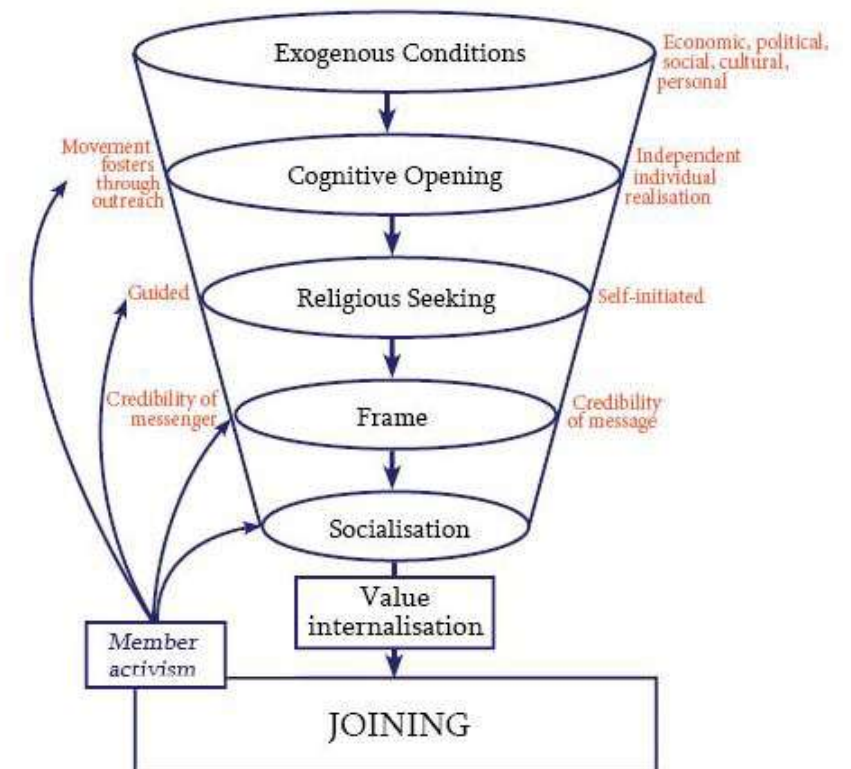 Exogenous Conditions
Economic, political,
social, cultural,
personal
Movement
fosters
through
outreach
Cognitive Opening
Independent
individual
realisation
Guided
Religious Seeking
Self-initiated
Credibility of
messenger
Frame
Credibility
of message
Socialisation
Value
internalisation
Member
activism
JOINING